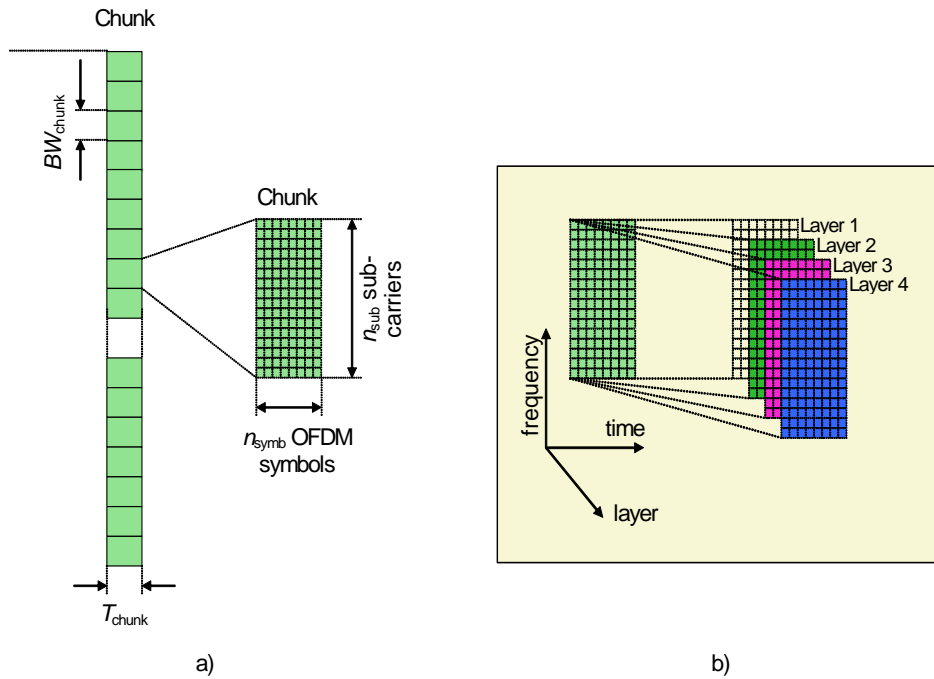 Chunk
BWchunk
Chunk
nsub sub-
carriers
nsymb OFDM
symbols
Tchunk
a)
Layer 1
Layer 2
Layer 3
Layer 4
frequency
time
layer
b)